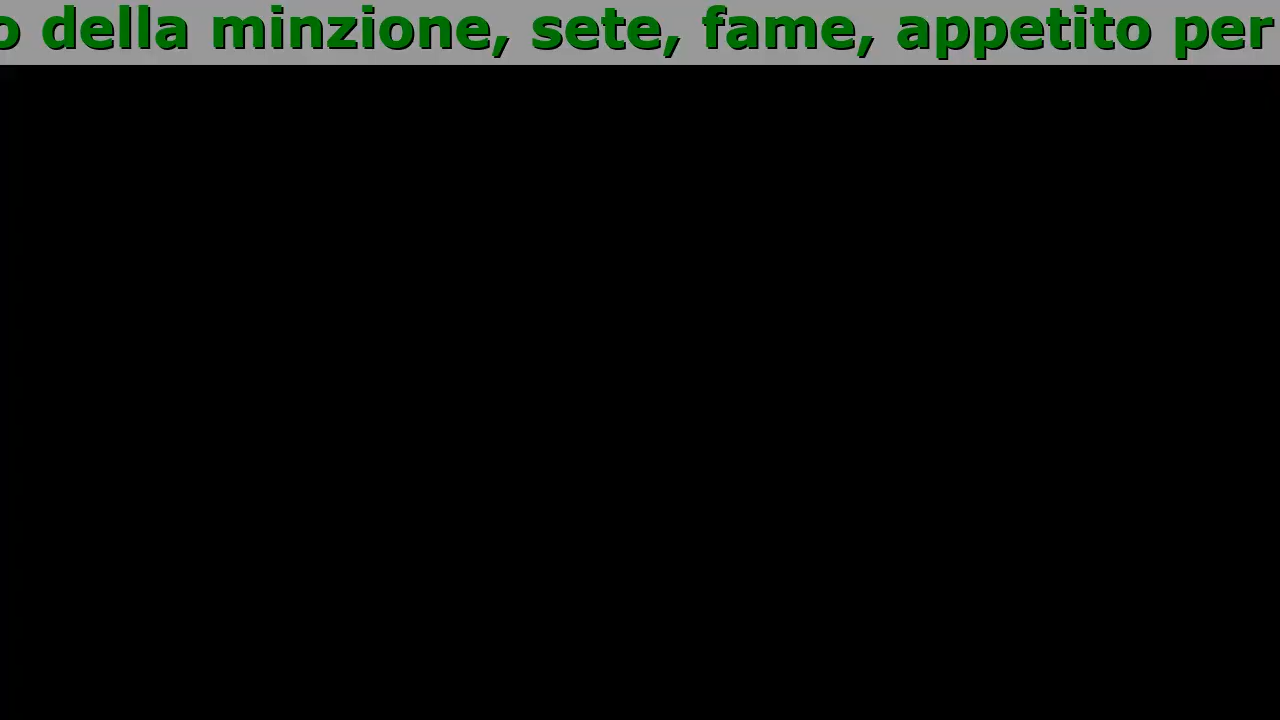 o della minzione, sete, fame, appetito per